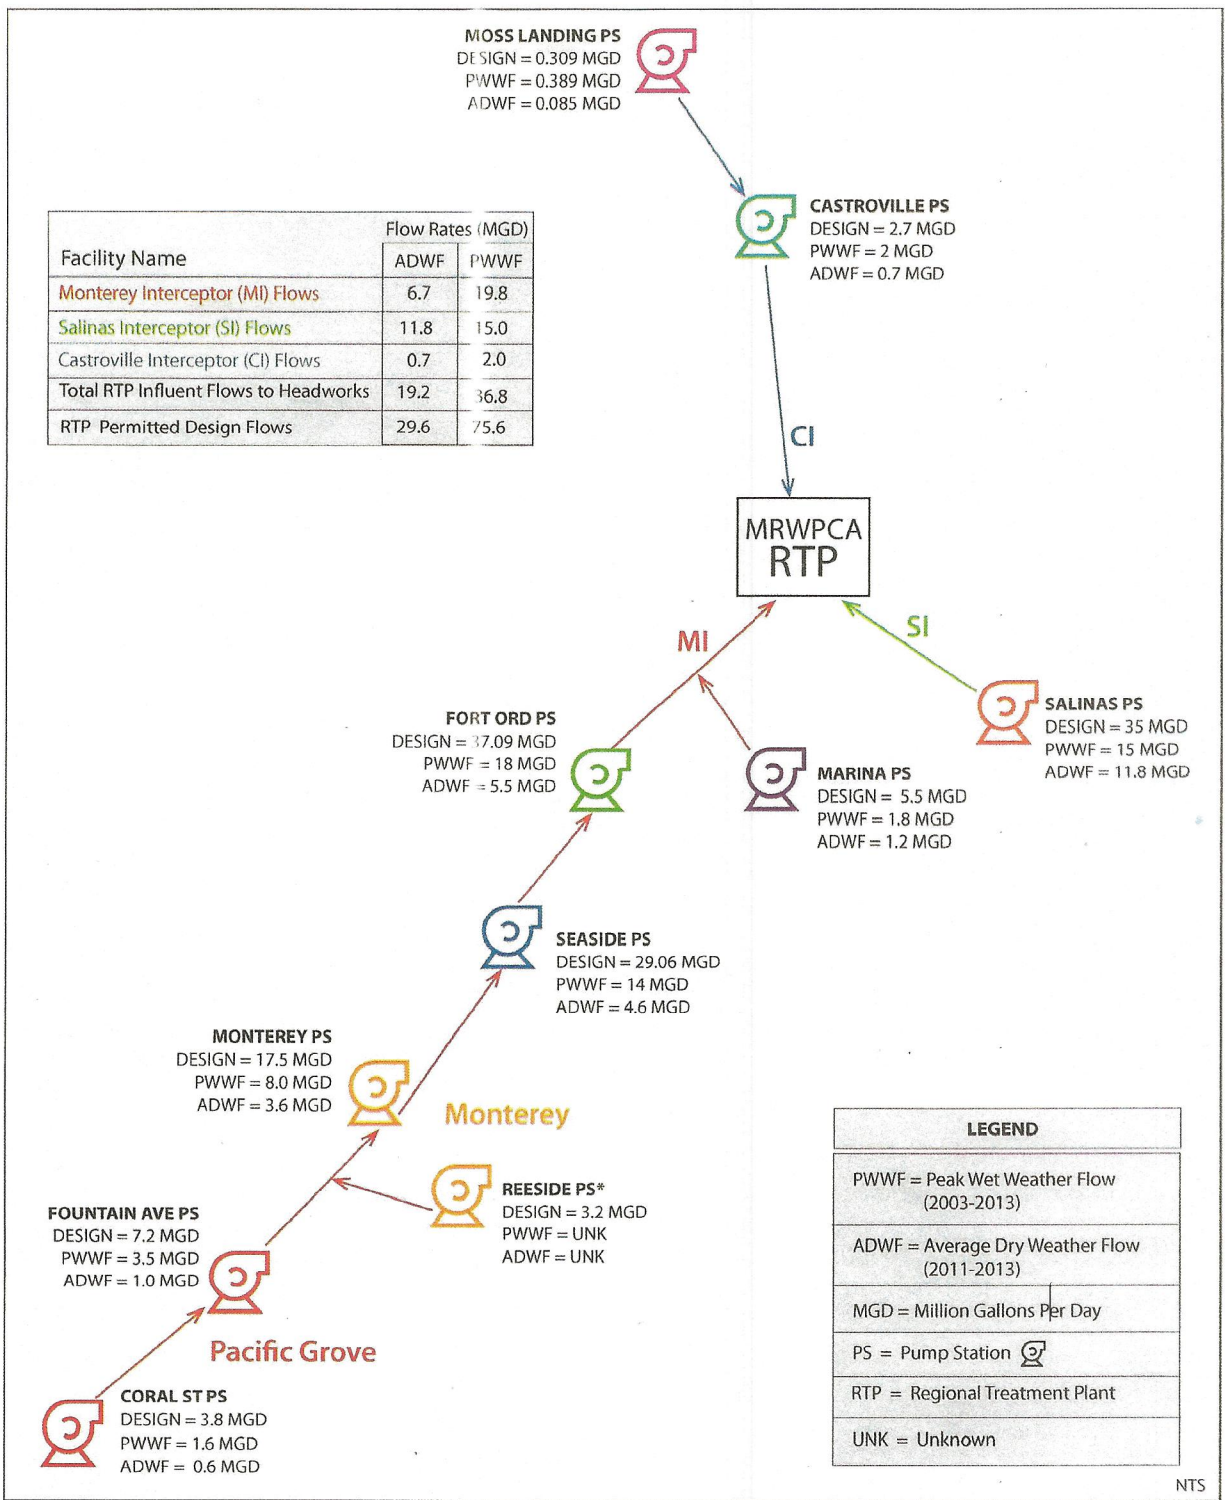 MOSS LANDING PS
DESIGN = 0.309 MGD
PWWF = 0.389 MGD
ADWF = 0.085 MGD
CASTROVILLE PS
DESIGN = 2.7 MGD
PWWF = 2 MGD
ADWF = 0.7 MGD
Flow Rates (MGD)
Facility Name ADWF PWWF
Monterey Interceptor (MI) Flows 6.7 19.8
Salinas Interceptor (SI) Flows 11.8 15.0
Castroville Interceptor (CI) Flows 0.7 2.0
Total RTP Influent Flows to Headworks 19.2 36.8
RTP Permitted Design Flows 29.6 75.6
CI
MRWPCA
RTP
MI
SI
SALINAS PS
DESIGN = 35 MGD
PWWF = 15 MGD
ADWF = 11.8 MGD
FORT ORD PS
DESIGN = 37.09 MGD
PWWF = 18 MGD
ADWF = 5.5 MGD
MARINA PS
DESIGN = 5.5 MGD
PWWF = 1.8 MGD
ADWF = 1.2 MGD
SEASIDE PS
DESIGN = 29.06 MGD
PWWF = 14 MGD
ADWF = 4.6 MGD
MONTEREY PS
DESIGN = 17.5 MGD
PWWF = 8.0 MGD
ADWF = 3.6 MGD
Monterey
REESIDE PS*
DESIGN = 3.2 MGD
PWWF = UNK
ADWF = UNK
FOUNTAIN AVE PS
DESIGN = 7.2 MGD
PWWF = 3.5 MGD
ADWF = 1.0 MGD
Pacific Grove
CORAL ST PS
DESIGN = 3.8 MGD
PWWF = 1.6 MGD
ADWF = 0.6 MGD
LEGEND
PWWF = Peak Wet Weather Flow
(2003-2013)
ADWF = Average Dry Weather Flow
(2011-2013)
MGD = Million Gallons Per Day
PS = Pump Station
RTP = Regional Treatment Plant
UNK = Unknown
NTS